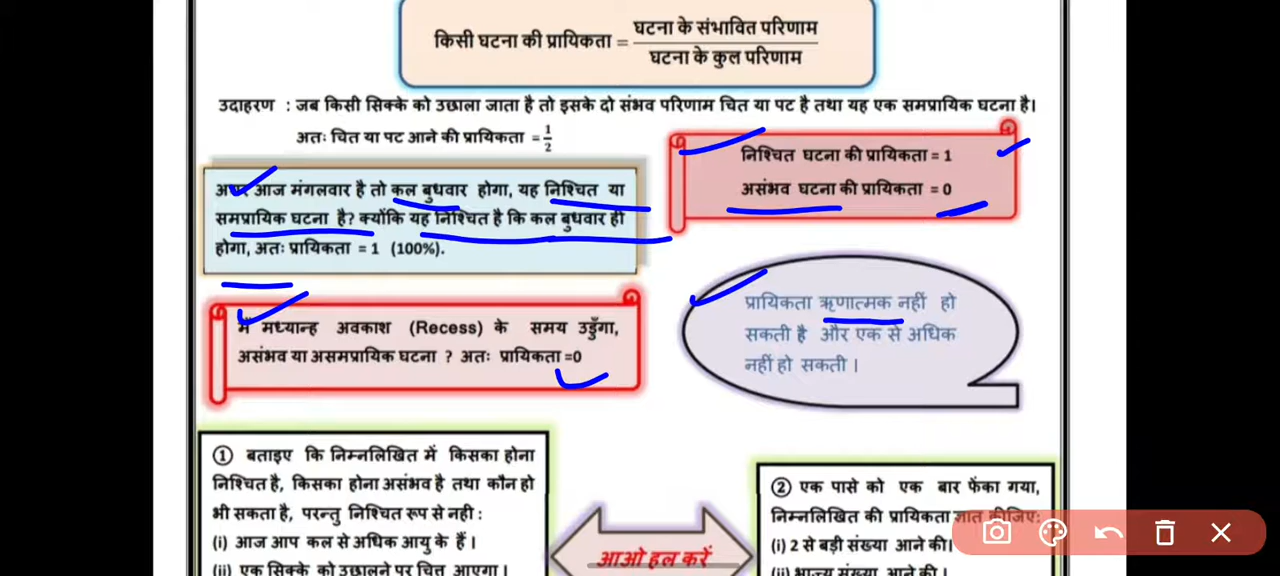 किसी घटना की प्रायिकता = घटना के संभावित परिणाम / घटना के कुल परिणाम
उदाहरण : जब किसी सिक्के को उछाला जाता है तो इसके दो संभव परिणाम चित या पट है तथा यह एक समप्रायिक घटना है।
अतः चित या पट आने की प्रायिकता = 1/2
निश्चित घटना की प्रायिकता = 1
असंभव घटना की प्रायिकता = 0
आज मंगलवार है तो कल बुधवार होगा, यह निश्चित या
समप्रायिक घटना है? क्योंकि यह निश्चित है कि कल बुधवार ही
होगा, अतः प्रायिकता = 1 (100%).
मैं मध्यान्ह अवकाश (Recess) के समय उड़ुँगा,
असंभव या असमप्रायिक घटना ? अतः प्रायिकता =0
प्रायिकता ऋणात्मक नहीं हो
सकती है और एक से अधिक
नहीं हो सकती ।
① बताइए कि निम्नलिखित में किसका होना
निश्चित है, किसका होना असंभव है तथा कौन हो
भी सकता है, परन्तु निश्चित रूप से नही :
(i) आज आप कल से अधिक आयु के हैं ।
(ii) एक सिक्के को उछालने पर चित्त आएगा ।
आओ हल करें
② एक पासे को एक बार फेंका गया,
निम्नलिखित की प्रायिकता ज्ञात कीजिए:
(i) 2 से बड़ी संख्या आने की।
(ii) भाज्य संख्या आने की ।